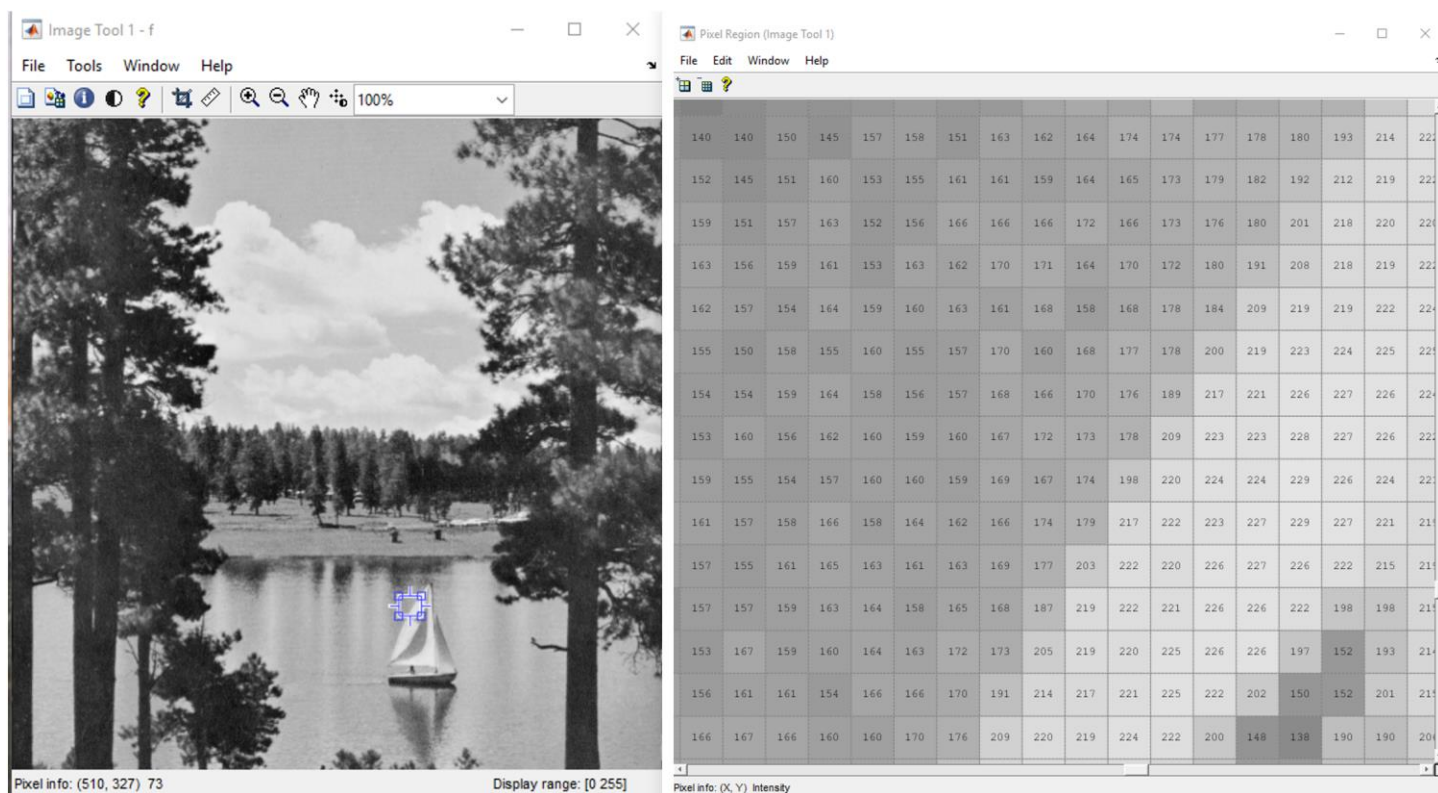 Image Tool 1 - f
File Tools Window Help
100%
Pixel info: (510, 327) 73
Display range: [0 255]
Pixel Region (Image Tool 1)
File Edit Window Help
140 140 150 145 157 158 151 163 162 164 174 174 177 178 180 193 214
152 145 151 160 153 155 161 161 159 164 165 173 179 182 192 212 219
159 151 157 163 152 156 166 166 166 172 166 173 176 180 201 218 220
163 156 159 161 153 163 162 170 171 164 170 172 180 191 208 218 219
162 157 154 164 159 160 163 161 168 158 168 178 184 209 219 219 222
155 150 158 155 160 155 157 170 160 168 177 178 200 219 223 224 225
154 154 159 164 158 156 157 168 166 170 176 189 217 221 226 227 226
153 160 156 162 160 159 160 167 172 173 178 209 223 223 228 227 226
159 155 154 157 160 160 159 169 167 174 198 220 224 224 229 226 224
161 157 158 166 158 164 162 166 174 179 217 222 223 227 229 227 221
157 155 161 165 163 161 163 169 177 203 222 220 226 227 226 222 215
157 157 159 163 164 158 165 168 187 219 222 221 226 226 222 198 198
153 167 159 160 164 163 172 173 205 219 220 225 226 226 197 152 193
156 161 161 154 166 166 170 191 214 217 221 225 222 202 150 152 201
166 167 166 160 160 170 176 209 220 219 224 222 200 148 138 190 190
Pixel info: (X, Y) Intensity